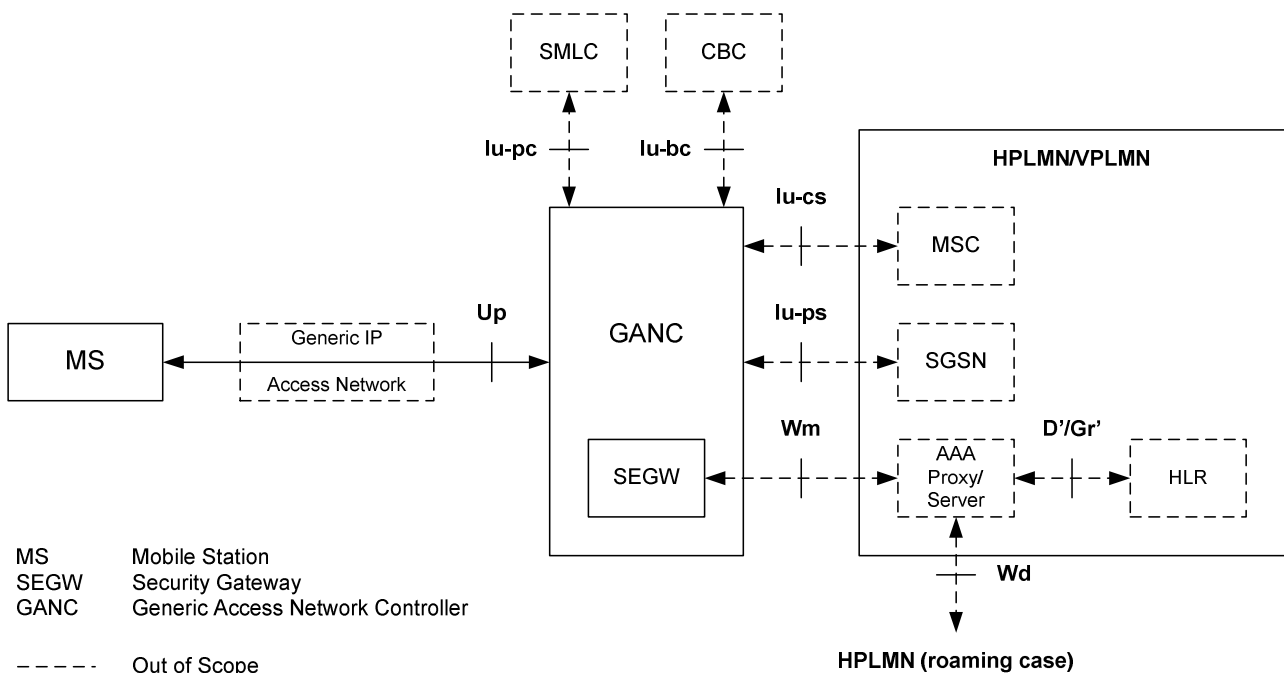 SMLC
CBC
Iu-pc
Iu-bc
HPLMN/VPLMN
Iu-cs
MSC
Up
GANC
Iu-ps
SGSN
MS
Generic IP
Access Network
Wm
D’/Gr’
SEGW
AAA
Proxy/
Server
HLR
MS Mobile Station
SEGW Security Gateway
GANC Generic Access Network Controller
Wd
Out of Scope
HPLMN (roaming case)